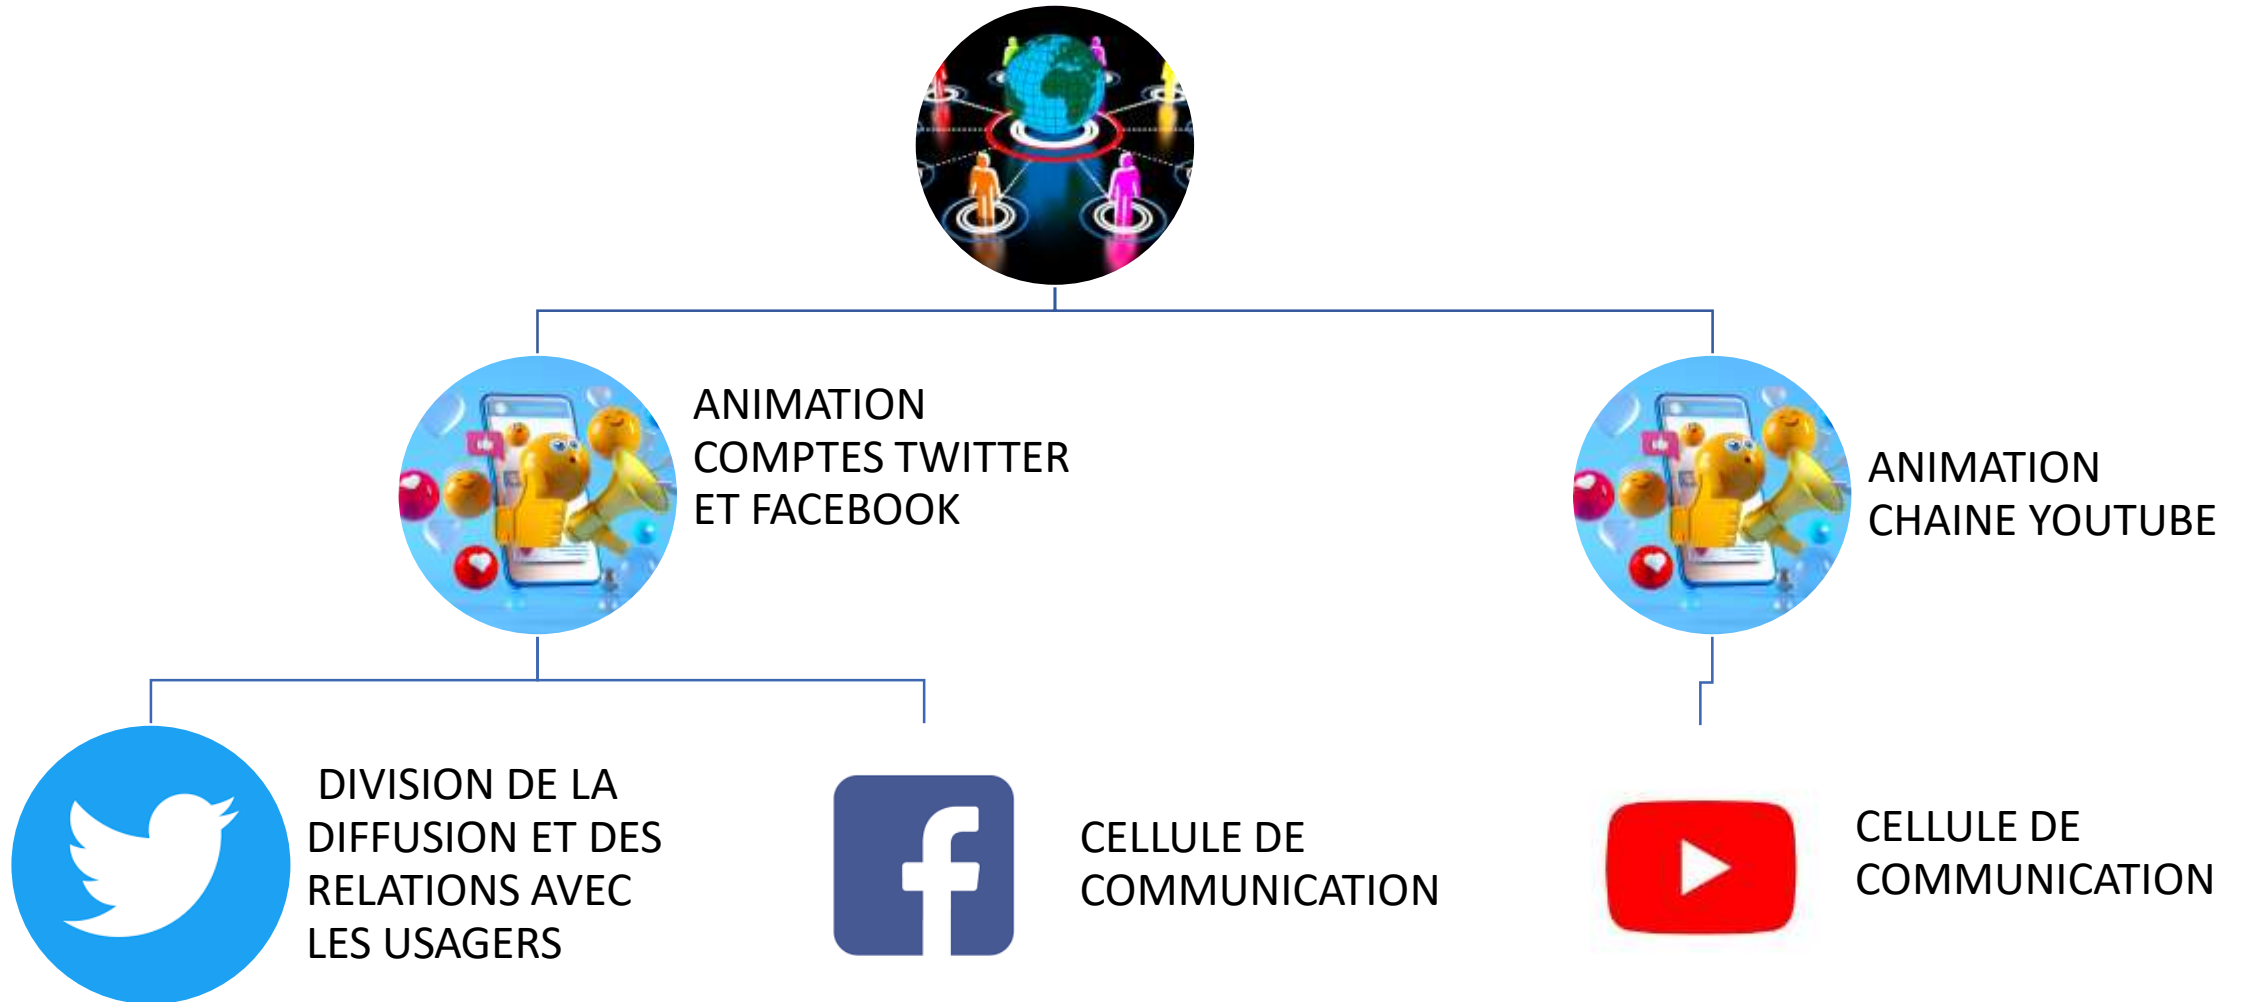 ANIMATION
COMPTES TWITTER
ET FACEBOOK
ANIMATION
CHAINE YOUTUBE
DIVISION DE LA
DIFFUSION ET DES
RELATIONS AVEC
LES USAGERS
CELLULE DE
COMMUNICATION
CELLULE DE
COMMUNICATION